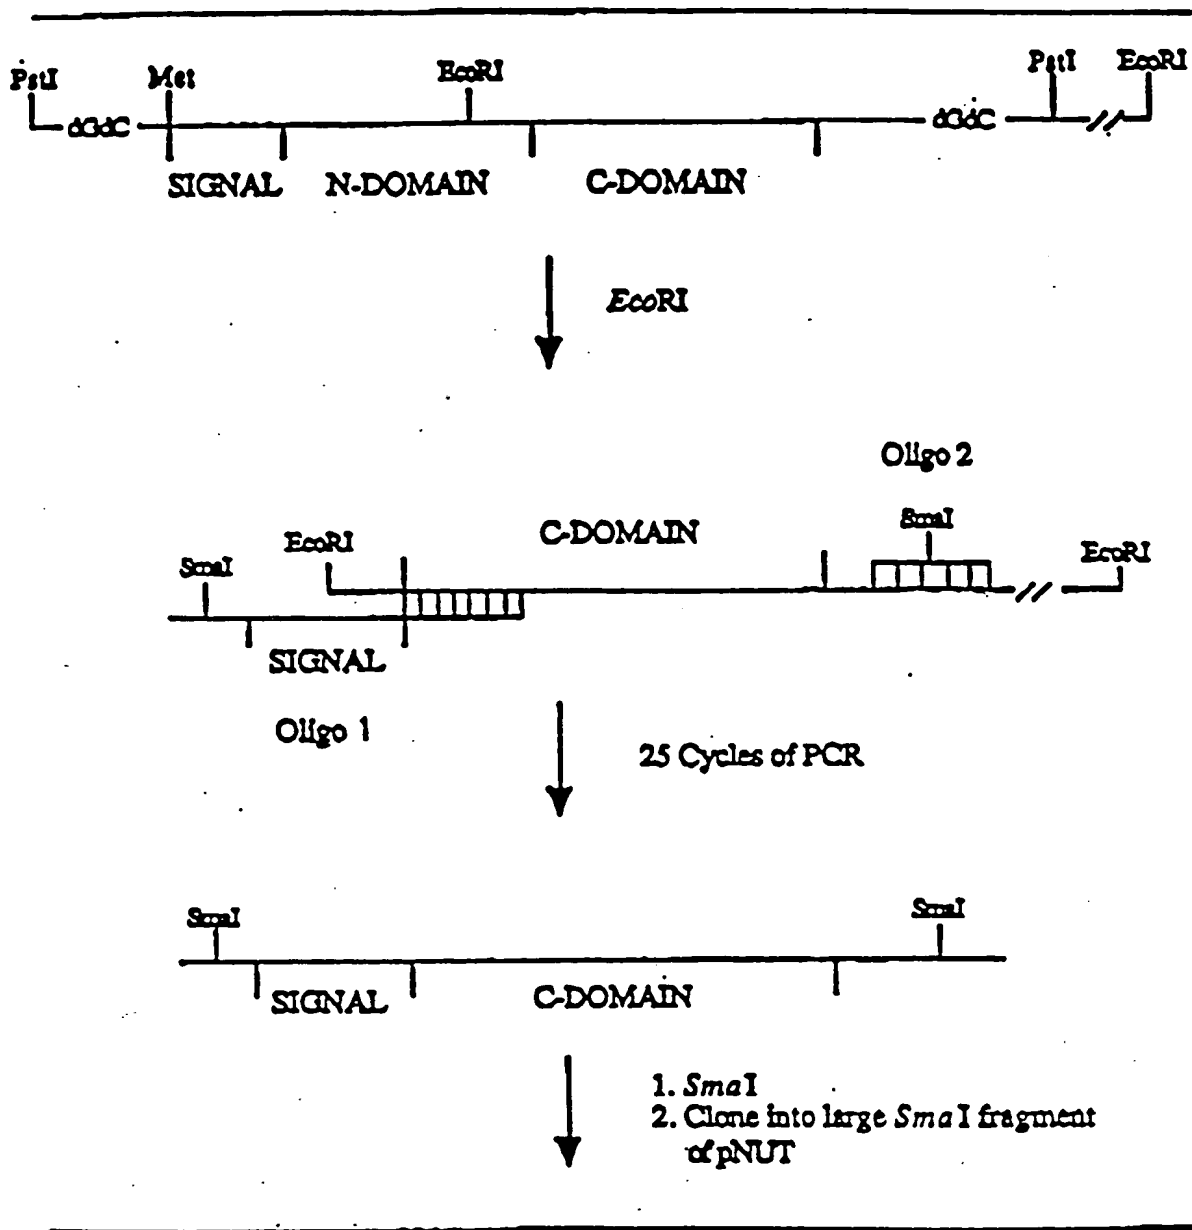 PstI Met EcoRI PstI EcoRI
dGdC dGdC
SIGNAL N-DOMAIN C-DOMAIN
EcoRI
Oligo 2
SmaI
C-DOMAIN
EcoRI
SmaI
EcoRI
SIGNAL
Oligo 1
25 Cycles of PCR
SmaI SmaI
SIGNAL C-DOMAIN
1. SmaI
2. Clone into large SmaI fragment
of pNUT